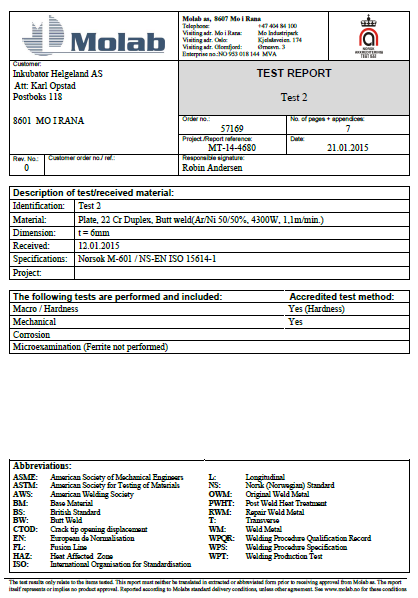 Molab
Molab as, 8607 Mo i Rana
Telephone: +47 404 84 100
Visiting adr. Mo i Rana: Mo Industripark
Visiting adr. Oslo: Kjelsåsveien. 174
Visiting adr. Glomfjord: Ørnesvn. 3
Enterprise no.:NO 953 018 144 MVA
NORSK
AKKREDITERING
TEST 032
Customer:
Inkubator Helgeland AS
Att: Karl Opstad
Postboks 118
8601 MO I RANA
TEST REPORT
Test 2
Order no.:
57169
No. of pages + appendices:
7
Project /Report reference:
MT-14-4680
Date:
21.01.2015
Rev. No.:
0
Customer order no./ ref.:
Responsible signature:
Robin Andersen
Description of test/received material:
Identification: Test 2
Material: Plate, 22 Cr Duplex, Butt weld(Ar/Ni 50/50%, 4300W, 1,1m/min.)
Dimension: t = 6mm
Received: 12.01.2015
Specifications: Norsok M-601 / NS-EN ISO 15614-1
Project:
The following tests are performed and included: Accredited test method:
Macro / Hardness Yes (Hardness)
Mechanical Yes
Corrosion
Microexamination (Ferrite not performed)
Abbreviations:
ASME: American Society of Mechanical Engineers L: Longitudinal
ASTM: American Society for Testing of Materials NS: Norsk (Norwegian) Standard
AWS: American Welding Society OWM: Original Weld Metal
BM: Base Material PWHT: Post Weld Heat Treatment
BS: British Standard RWM: Repair Weld Metal
BW: Butt Weld T: Transverse
CTOD: Crack tip opening displacement WM: Weld Metal
EN: European de Normalisation WPQR: Welding Procedure Qualification Record
FL: Fusion Line WPS: Welding Procedure Specification
HAZ: Heat Affected Zone WPT: Welding Production Test
ISO: International Organisation for Standardisation
The test results only relate to the items tested. This report must neither be translated in extracted or abbreviated form prior to receiving approval from Molab as. The report
itself represents or implies no product approval. Reported according to Molabs standard delivery conditions, unless other agreement. See www.molab.no for these conditions